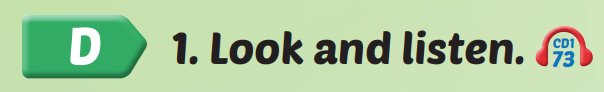 D 1. Look and listen. CD1 73